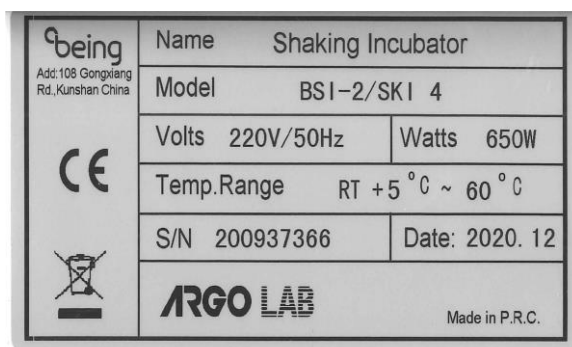 being
Add:108 Gongxiang
Rd.,Kunshan China
CE
Name Shaking Incubator
Model BSI-2/SKI 4
Volts 220V/50Hz Watts 650W
Temp.Range RT +5°C ~ 60°C
S/N 200937366 Date: 2020.12
ARGO LAB
Made in P.R.C.